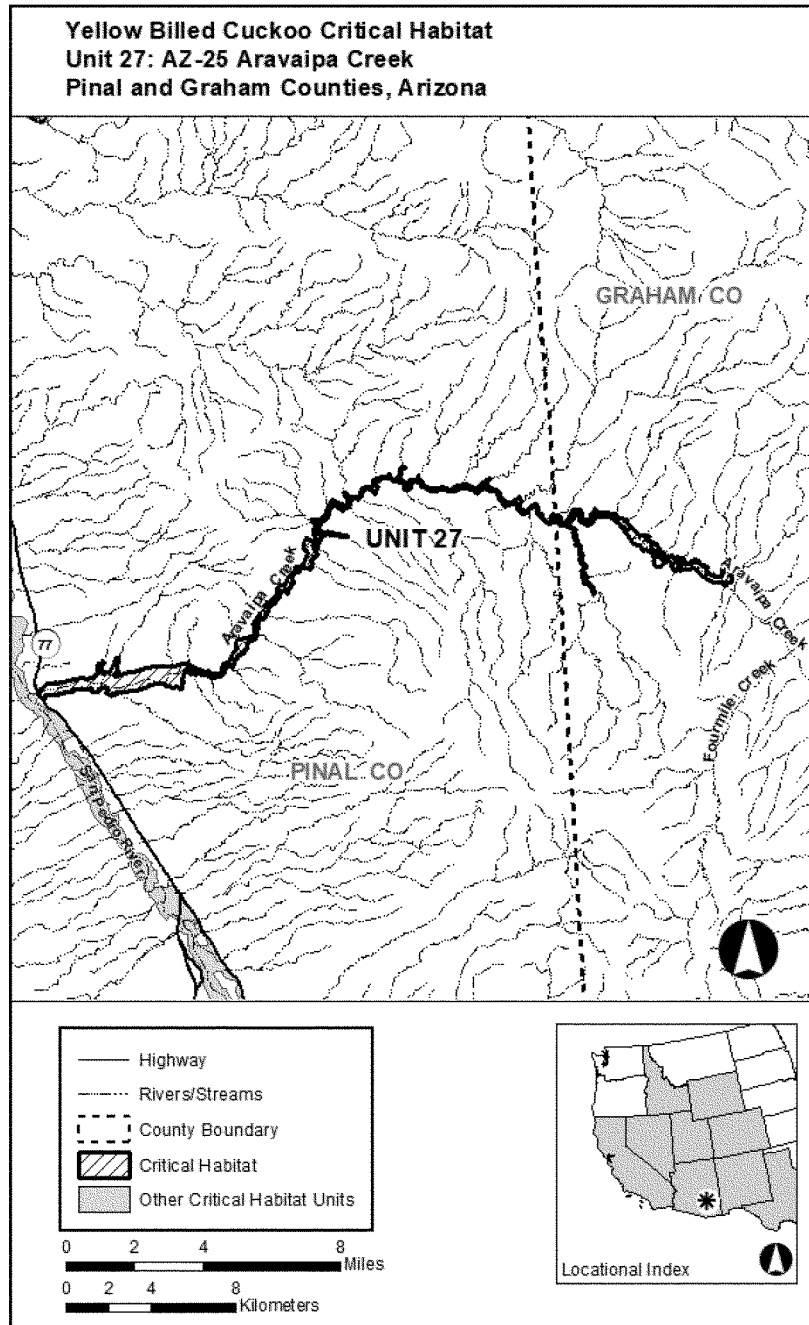 Yellow Billed Cuckoo Critical Habitat
Unit 27: AZ-25 Aravaipa Creek
Pinal and Graham Counties, Arizona
GRAHAM CO
UNIT 27
Aravaipa Creek
Aravaipa Creek
77
Fourmile Creek
PINAL CO
San Pedro River
Highway
Rivers/Streams
County Boundary
Critical Habitat
Other Critical Habitat Units
0 2 4 8
Miles
0 2 4 8
Kilometers
Locational Index